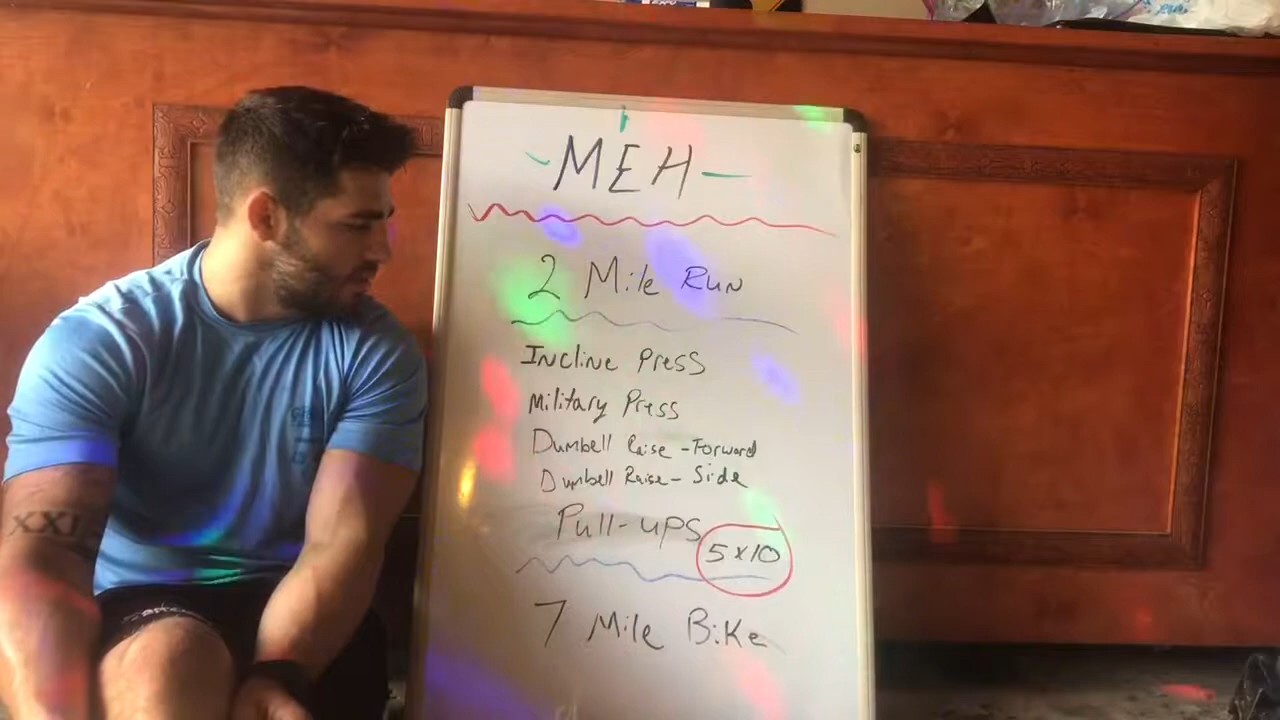 -MEH-
2 Mile Run
Incline Press
Military Press
Dumbell Raise - Forward
Dumbell Raise - Side
Pull-ups
5x10
7 Mile Bike
XXI